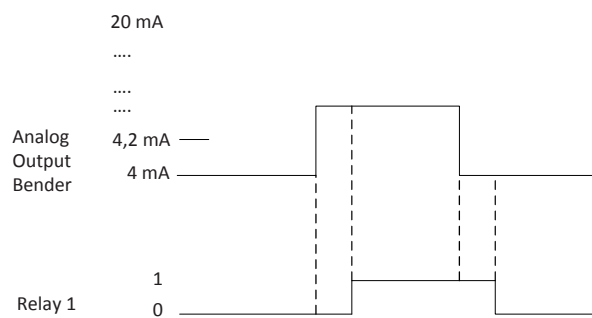 20 mA
....
....
....
Analog
Output
Bender
4,2 mA
4 mA
1
Relay 1
0